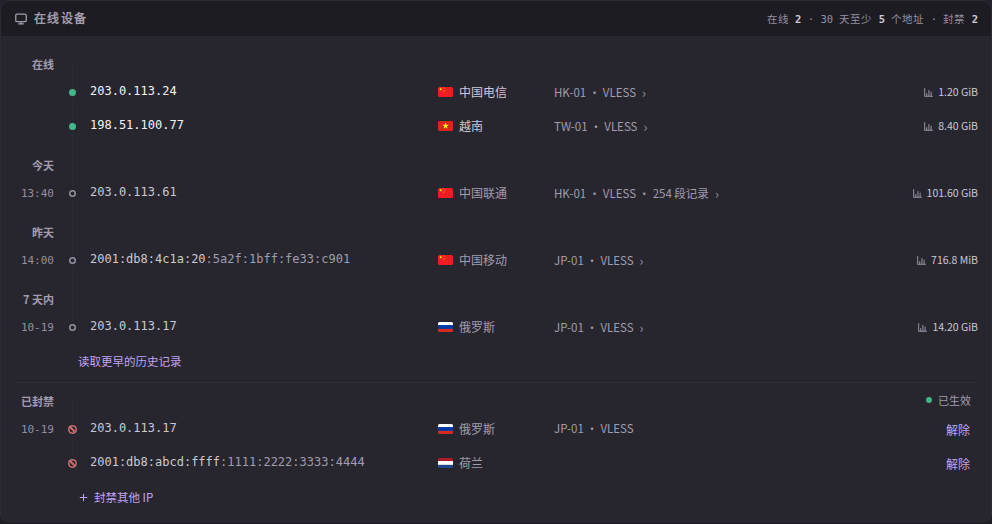 在线设备 在线 2 · 30 天至少 5 个地址 · 封禁 2
在线
203.0.113.24 中国电信 HK-01 • VLESS › 1.20 GiB
198.51.100.77 越南 TW-01 • VLESS › 8.40 GiB
今天
13:40 203.0.113.61 中国联通 HK-01 • VLESS • 254 段记录 › 101.60 GiB
昨天
14:00 2001:db8:4c1a:20:5a2f:1bff:fe33:c901 中国移动 JP-01 • VLESS › 716.8 MiB
7 天内
10-19 203.0.113.17 俄罗斯 JP-01 • VLESS › 14.20 GiB
读取更早的历史记录
已封禁 已生效
10-19 203.0.113.17 俄罗斯 JP-01 • VLESS 解除
2001:db8:abcd:ffff:1111:2222:3333:4444 荷兰 解除
+ 封禁其他 IP